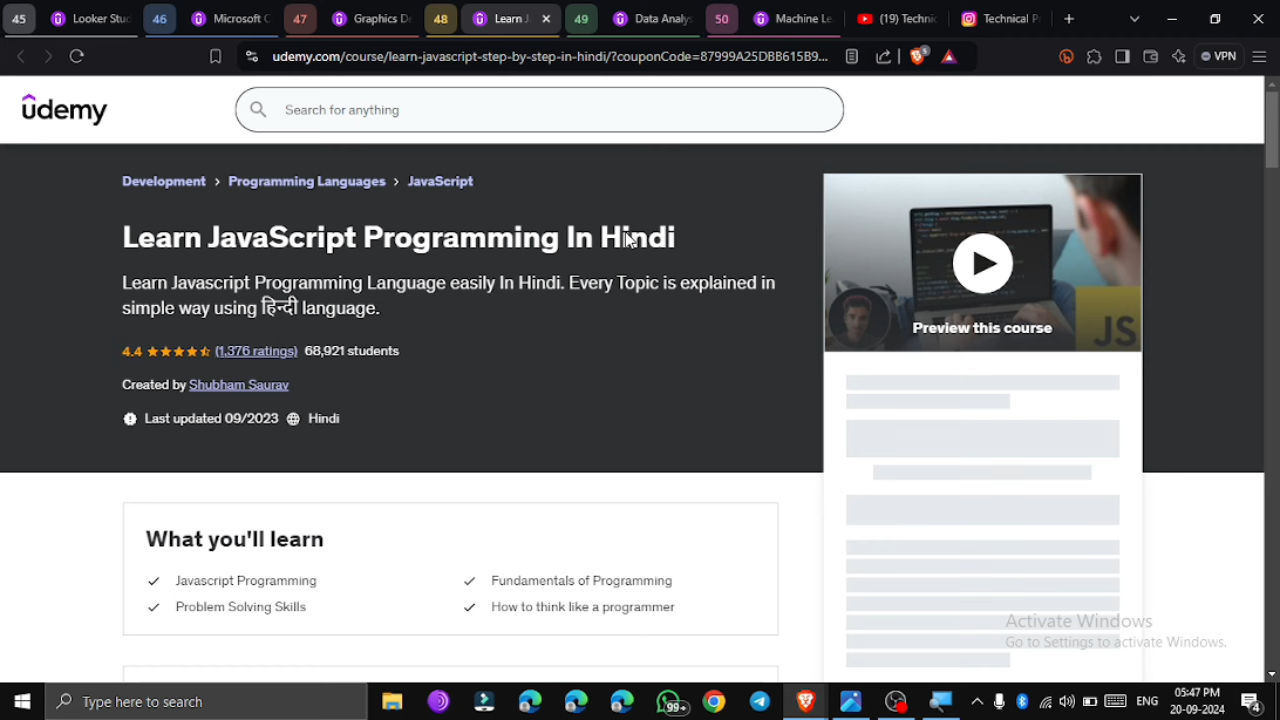 45
Looker Stud
46
Microsoft C
47
Graphics De
48
Learn J
49
Data Analys
50
Machine Le
(19) Technic
Technical P
udemy.com/course/learn-javascript-step-by-step-in-hindi/?couponCode=87999A25DBB615B9...
5
VPN
udemy
Search for anything
Development > Programming Languages > JavaScript
Learn JavaScript Programming In Hindi
Learn Javascript Programming Language easily In Hindi. Every Topic is explained in
simple way using हिन्दी language.
4.4 (1,376 ratings) 68,921 students
Created by Shubham Saurav
Last updated 09/2023 Hindi
Preview this course
JS
What you'll learn
Javascript Programming
Fundamentals of Programming
Problem Solving Skills
How to think like a programmer
Activate Windows
Go to Settings to activate Windows.
Type here to search
99+
ENG
05:47 PM
20-09-2024
4